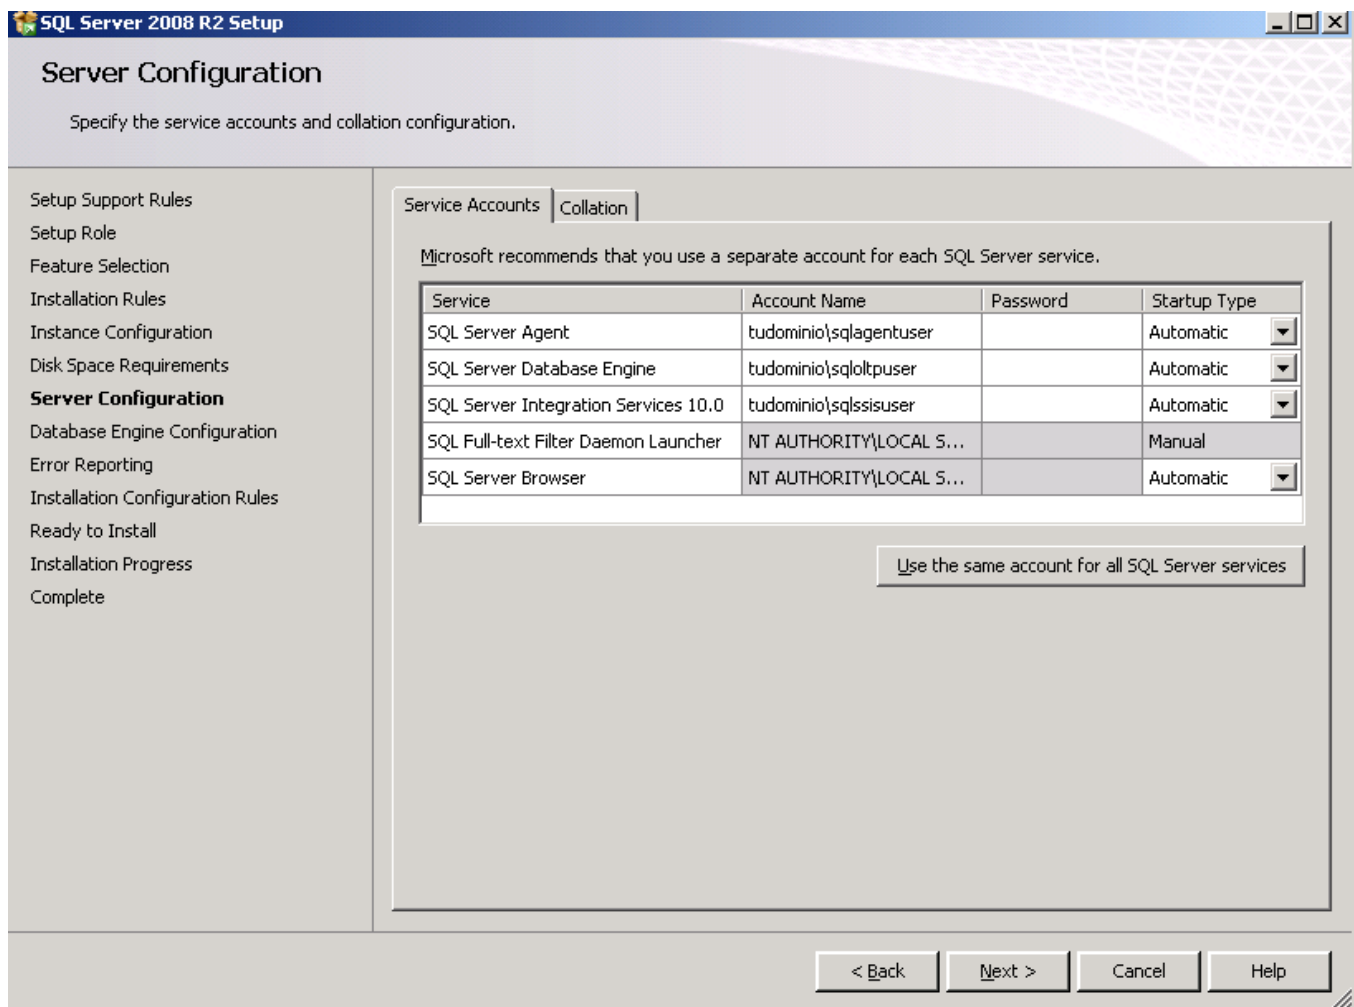 SQL Server 2008 R2 Setup
Server Configuration
Specify the service accounts and collation configuration.
Setup Support Rules
Setup Role
Feature Selection
Installation Rules
Instance Configuration
Disk Space Requirements
Server Configuration
Database Engine Configuration
Error Reporting
Installation Configuration Rules
Ready to Install
Installation Progress
Complete
Service Accounts Collation
Microsoft recommends that you use a separate account for each SQL Server service.
Service Account Name Password Startup Type
SQL Server Agent tudominio\sqlagentuser Automatic
SQL Server Database Engine tudominio\sqloltpuser Automatic
SQL Server Integration Services 10.0 tudominio\sqlssisuser Automatic
SQL Full-text Filter Daemon Launcher NT AUTHORITY\LOCAL S... Manual
SQL Server Browser NT AUTHORITY\LOCAL S... Automatic
Use the same account for all SQL Server services
< Back Next > Cancel Help